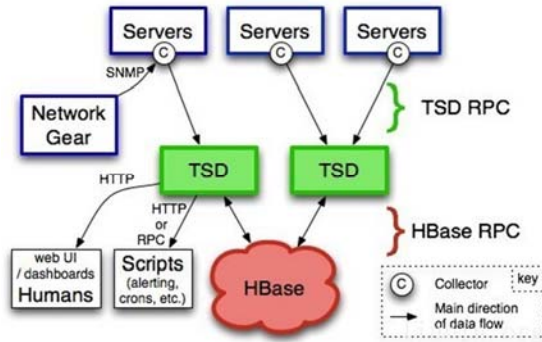 Servers
C
Servers
C
Servers
C
SNMP
Network
Gear
TSD RPC
TSD
TSD
HTTP
HTTP
or
RPC
HBase RPC
web UI
/ dashboards
Humans
Scripts
(alerting,
crons, etc.)
HBase
key
C
Collector
Main direction
of data flow